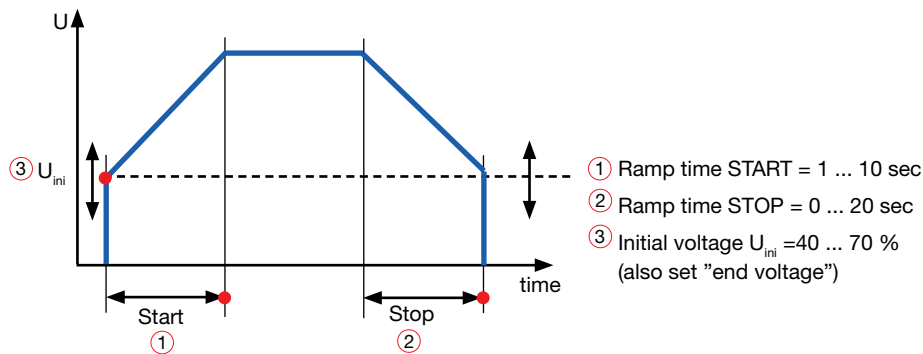 U
③ U_ini
time
Start
①
Stop
②
① Ramp time START = 1 ... 10 sec
② Ramp time STOP = 0 ... 20 sec
③ Initial voltage U_ini =40 ... 70 %
(also set ”end voltage”)